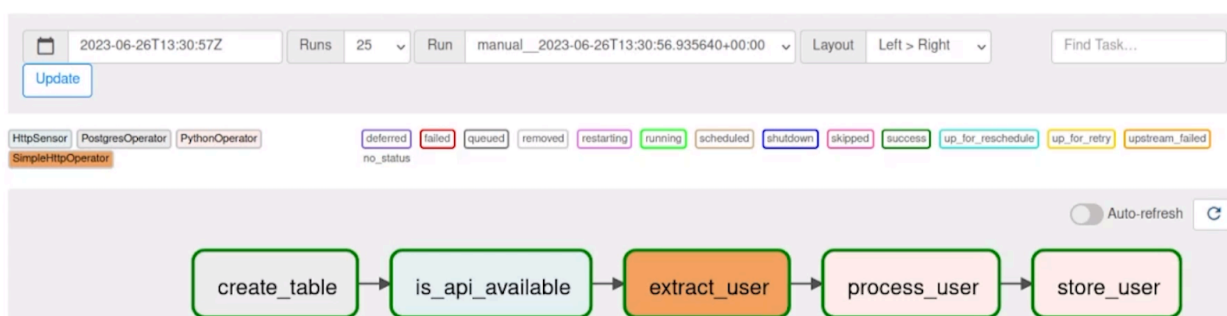 2023-06-26T13:30:57Z Runs 25 Run manual__2023-06-26T13:30:56.935640+00:00 Layout Left > Right Find Task...
Update
HttpSensor PostgresOperator PythonOperator deferred failed queued removed restarting running scheduled shutdown skipped success up_for_reschedule up_for_retry upstream_failed
SimpleHttpOperator no_status
Auto-refresh
create_table is_api_available extract_user process_user store_user